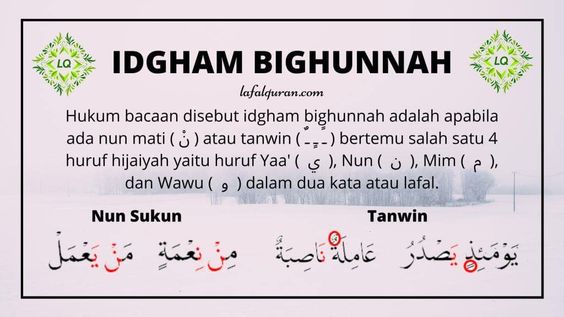 LQ
IDGHAM BIGHUNNAH
LQ
lafalquran.com
Hukum bacaan disebut idgham bighunnah adalah apabila
ada nun mati ( نْ ) atau tanwin ( ـًـ ـٍـ ـٌـ ) bertemu salah satu 4
huruf hijaiyah yaitu huruf Yaa' ( ي ), Nun ( ن ), Mim ( م ),
dan Wawu ( و ) dalam dua kata atau lafal.
Nun Sukun
Tanwin
مَنْ يَعْمَلْ
مِنْ نِعْمَةٍ
عَامِلَةٌ نَاصِبَةٌ
يَوْمَئِذٍ يَصْدُرُ